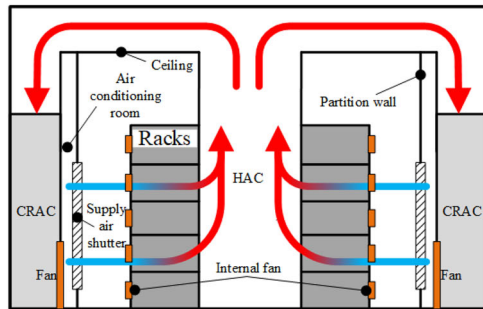 Ceiling
Air
conditioning
room
Partition wall
Racks
HAC
CRAC
Supply
air
shutter
CRAC
Fan
Internal fan
Fan